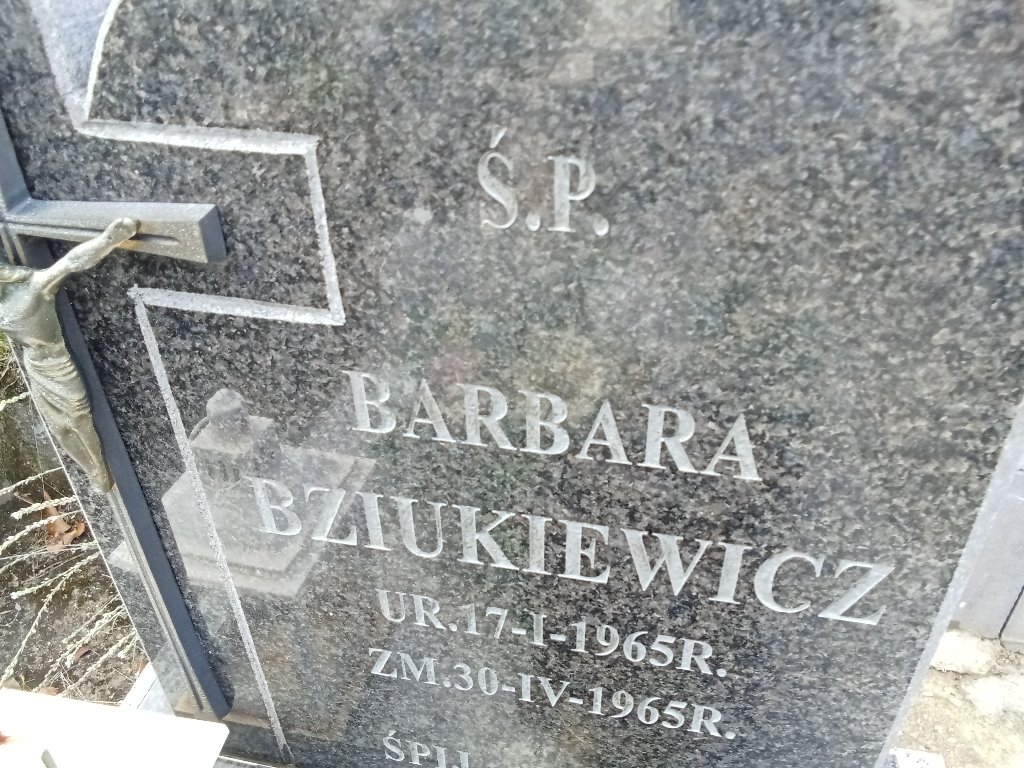 Ś.P.
BARBARA
BZIUKIEWICZ
UR.17-I-1965R.
ZM.30-IV-1965R.